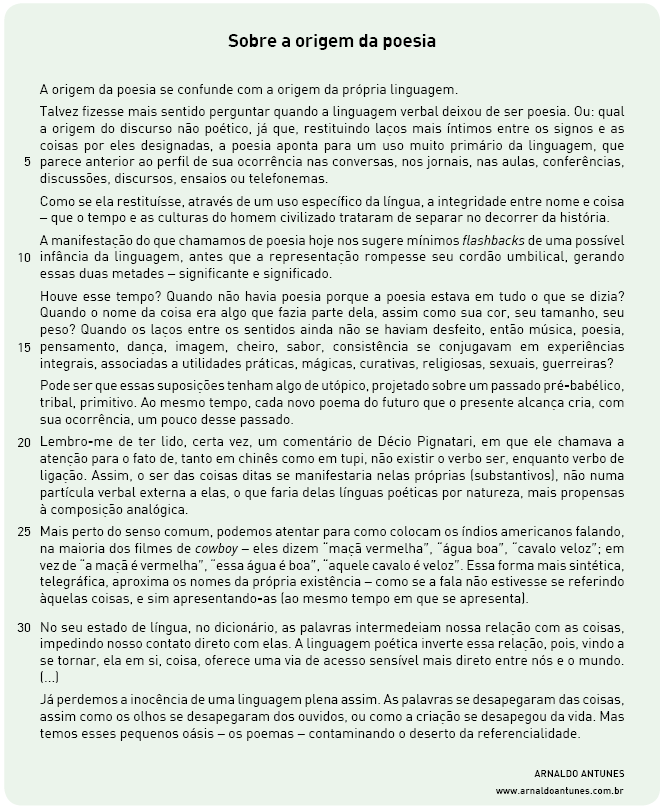 Sobre a origem da poesia
A origem da poesia se confunde com a origem da própria linguagem.
Talvez fizesse mais sentido perguntar quando a linguagem verbal deixou de ser poesia. Ou: qual
a origem do discurso não poético, já que, restituindo laços mais íntimos entre os signos e as
coisas por eles designadas, a poesia aponta para um uso muito primário da linguagem, que
5 parece anterior ao perfil de sua ocorrência nas conversas, nos jornais, nas aulas, conferências,
discussões, discursos, ensaios ou telefonemas.
Como se ela restituísse, através de um uso específico da língua, a integridade entre nome e coisa
– que o tempo e as culturas do homem civilizado trataram de separar no decorrer da história.
A manifestação do que chamamos de poesia hoje nos sugere mínimos flashbacks de uma possível
10 infância da linguagem, antes que a representação rompesse seu cordão umbilical, gerando
essas duas metades – significante e significado.
Houve esse tempo? Quando não havia poesia porque a poesia estava em tudo o que se dizia?
Quando o nome da coisa era algo que fazia parte dela, assim como sua cor, seu tamanho, seu
peso? Quando os laços entre os sentidos ainda não se haviam desfeito, então música, poesia,
15 pensamento, dança, imagem, cheiro, sabor, consistência se conjugavam em experiências
integrais, associadas a utilidades práticas, mágicas, curativas, religiosas, sexuais, guerreiras?
Pode ser que essas suposições tenham algo de utópico, projetado sobre um passado pré-babélico,
tribal, primitivo. Ao mesmo tempo, cada novo poema do futuro que o presente alcança cria, com
sua ocorrência, um pouco desse passado.
20 Lembro-me de ter lido, certa vez, um comentário de Décio Pignatari, em que ele chamava a
atenção para o fato de, tanto em chinês como em tupi, não existir o verbo ser, enquanto verbo de
ligação. Assim, o ser das coisas ditas se manifestaria nelas próprias (substantivos), não numa
partícula verbal externa a elas, o que faria delas línguas poéticas por natureza, mais propensas
à composição analógica.
25 Mais perto do senso comum, podemos atentar para como colocam os índios americanos falando,
na maioria dos filmes de cowboy – eles dizem “maçã vermelha”, “água boa”, “cavalo veloz”; em
vez de “a maçã é vermelha”, “essa água é boa”, “aquele cavalo é veloz”. Essa forma mais sintética,
telegráfica, aproxima os nomes da própria existência – como se a fala não estivesse se referindo
àquelas coisas, e sim apresentando-as (ao mesmo tempo em que se apresenta).
30 No seu estado de língua, no dicionário, as palavras intermedeiam nossa relação com as coisas,
impedindo nosso contato direto com elas. A linguagem poética inverte essa relação, pois, vindo a
se tornar, ela em si, coisa, oferece uma via de acesso sensível mais direto entre nós e o mundo.
(...)
Já perdemos a inocência de uma linguagem plena assim. As palavras se desapegaram das coisas,
assim como os olhos se desapegaram dos ouvidos, ou como a criação se desapegou da vida. Mas
temos esses pequenos oásis – os poemas – contaminando o deserto da referencialidade.
ARNALDO ANTUNES
www.arnaldoantunes.com.br